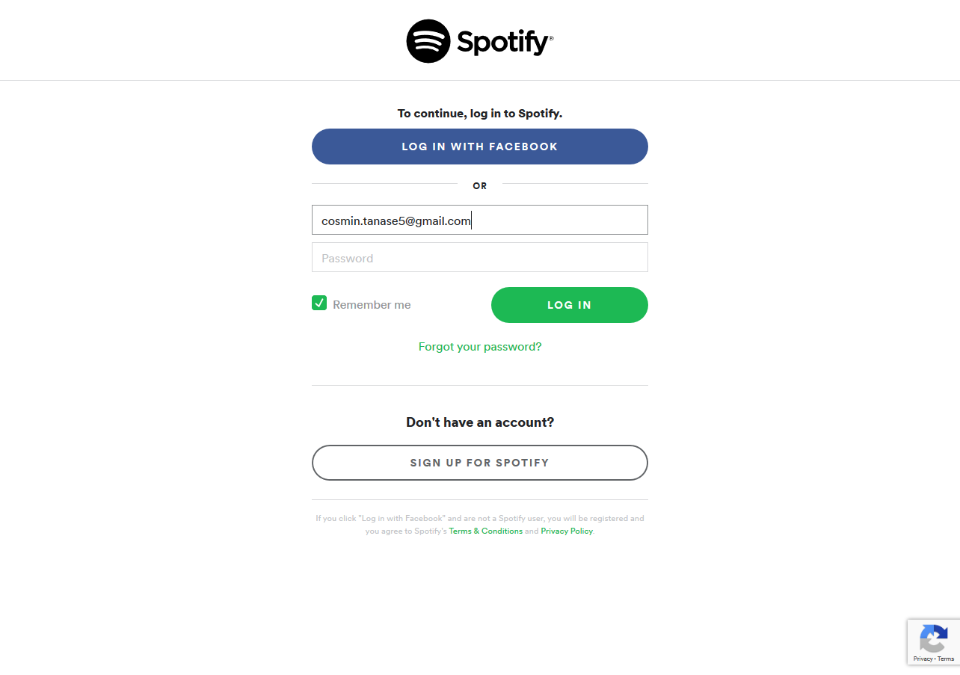 Spotify®
To continue, log in to Spotify.
LOG IN WITH FACEBOOK
OR
cosmin.tanase5@gmail.com
Password
Remember me
LOG IN
Forgot your password?
Don't have an account?
SIGN UP FOR SPOTIFY
If you click "Log in with Facebook" and are not a Spotify user, you will be registered and
you agree to Spotify's Terms & Conditions and Privacy Policy.
Privacy - Terms